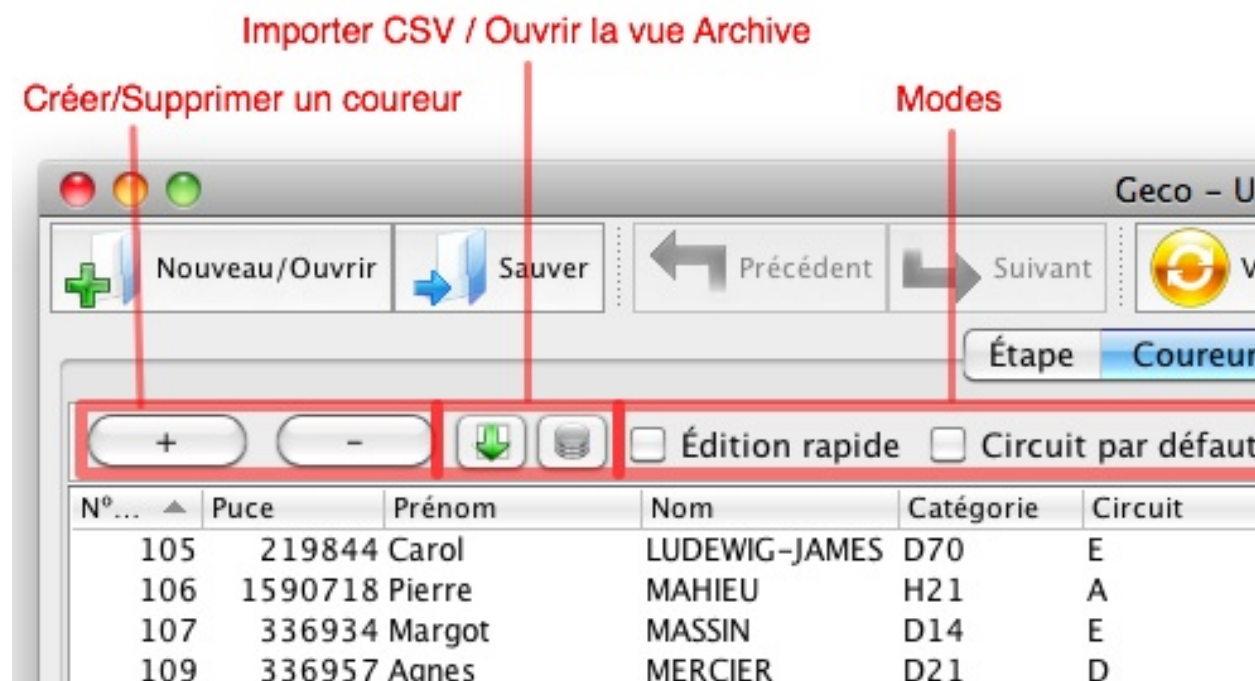 Importer CSV / Ouvrir la vue Archive
Créer/Supprimer un coureur Modes
Geco – U
Nouveau/Ouvrir Sauver Précédent Suivant V
Étape Coureur
+ - Édition rapide Circuit par défaut
N°... Puce Prénom Nom Catégorie Circuit
105 219844 Carol LUDEWIG-JAMES D70 E
106 1590718 Pierre MAHIEU H21 A
107 336934 Margot MASSIN D14 E
109 336957 Agnes MERCIER D21 D